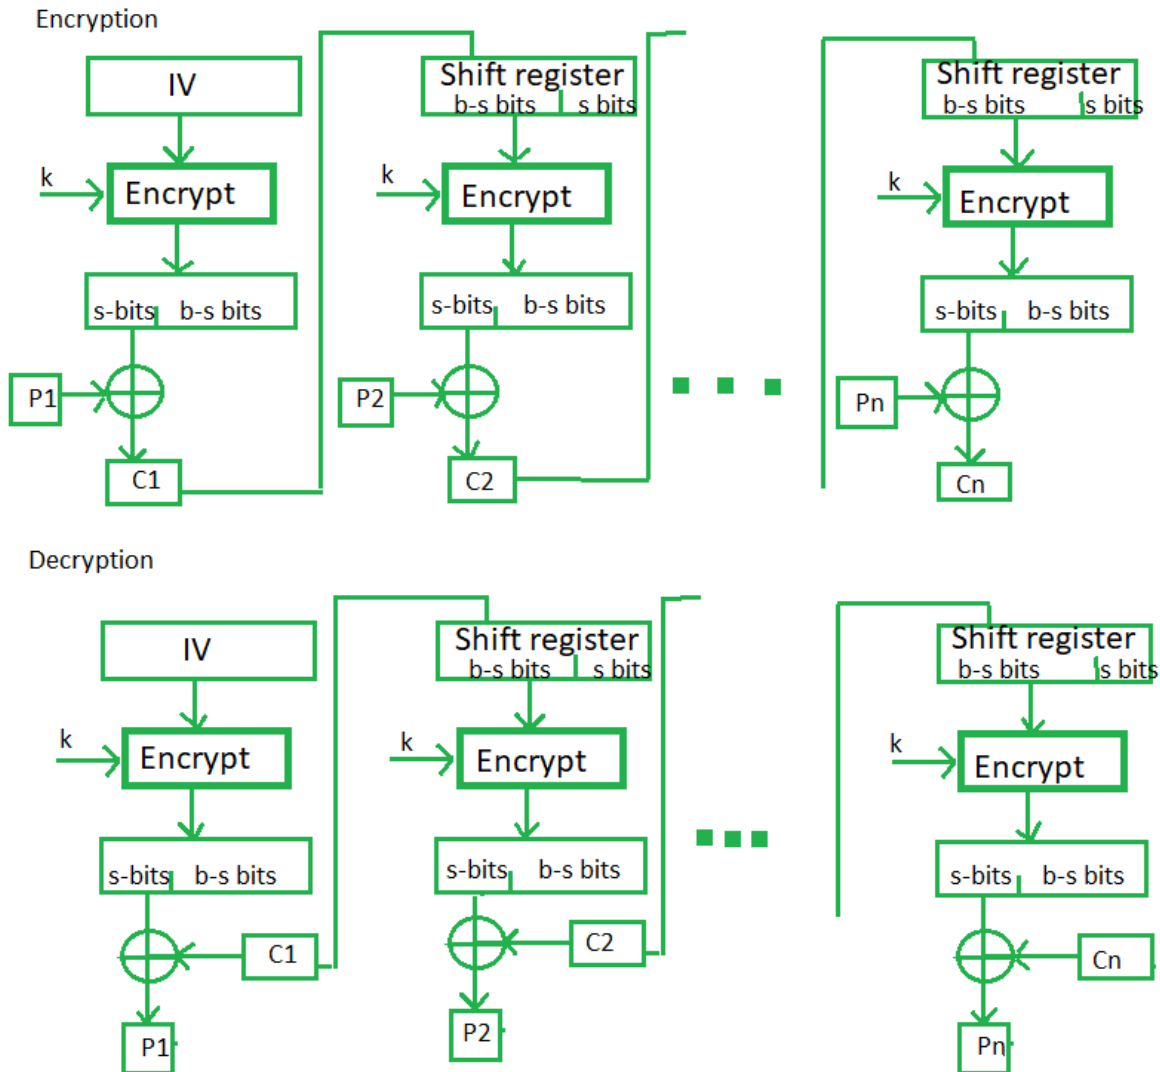 Encryption
IV
Shift register
b-s bits s bits
Shift register
b-s bits s bits
k
Encrypt
k
Encrypt
k
Encrypt
s-bits b-s bits
s-bits b-s bits
s-bits b-s bits
P1
P2
Pn
C1
C2
Cn
Decryption
IV
Shift register
b-s bits s bits
Shift register
b-s bits s bits
k
Encrypt
k
Encrypt
k
Encrypt
s-bits b-s bits
s-bits b-s bits
s-bits b-s bits
C1
C2
Cn
P1
P2
Pn